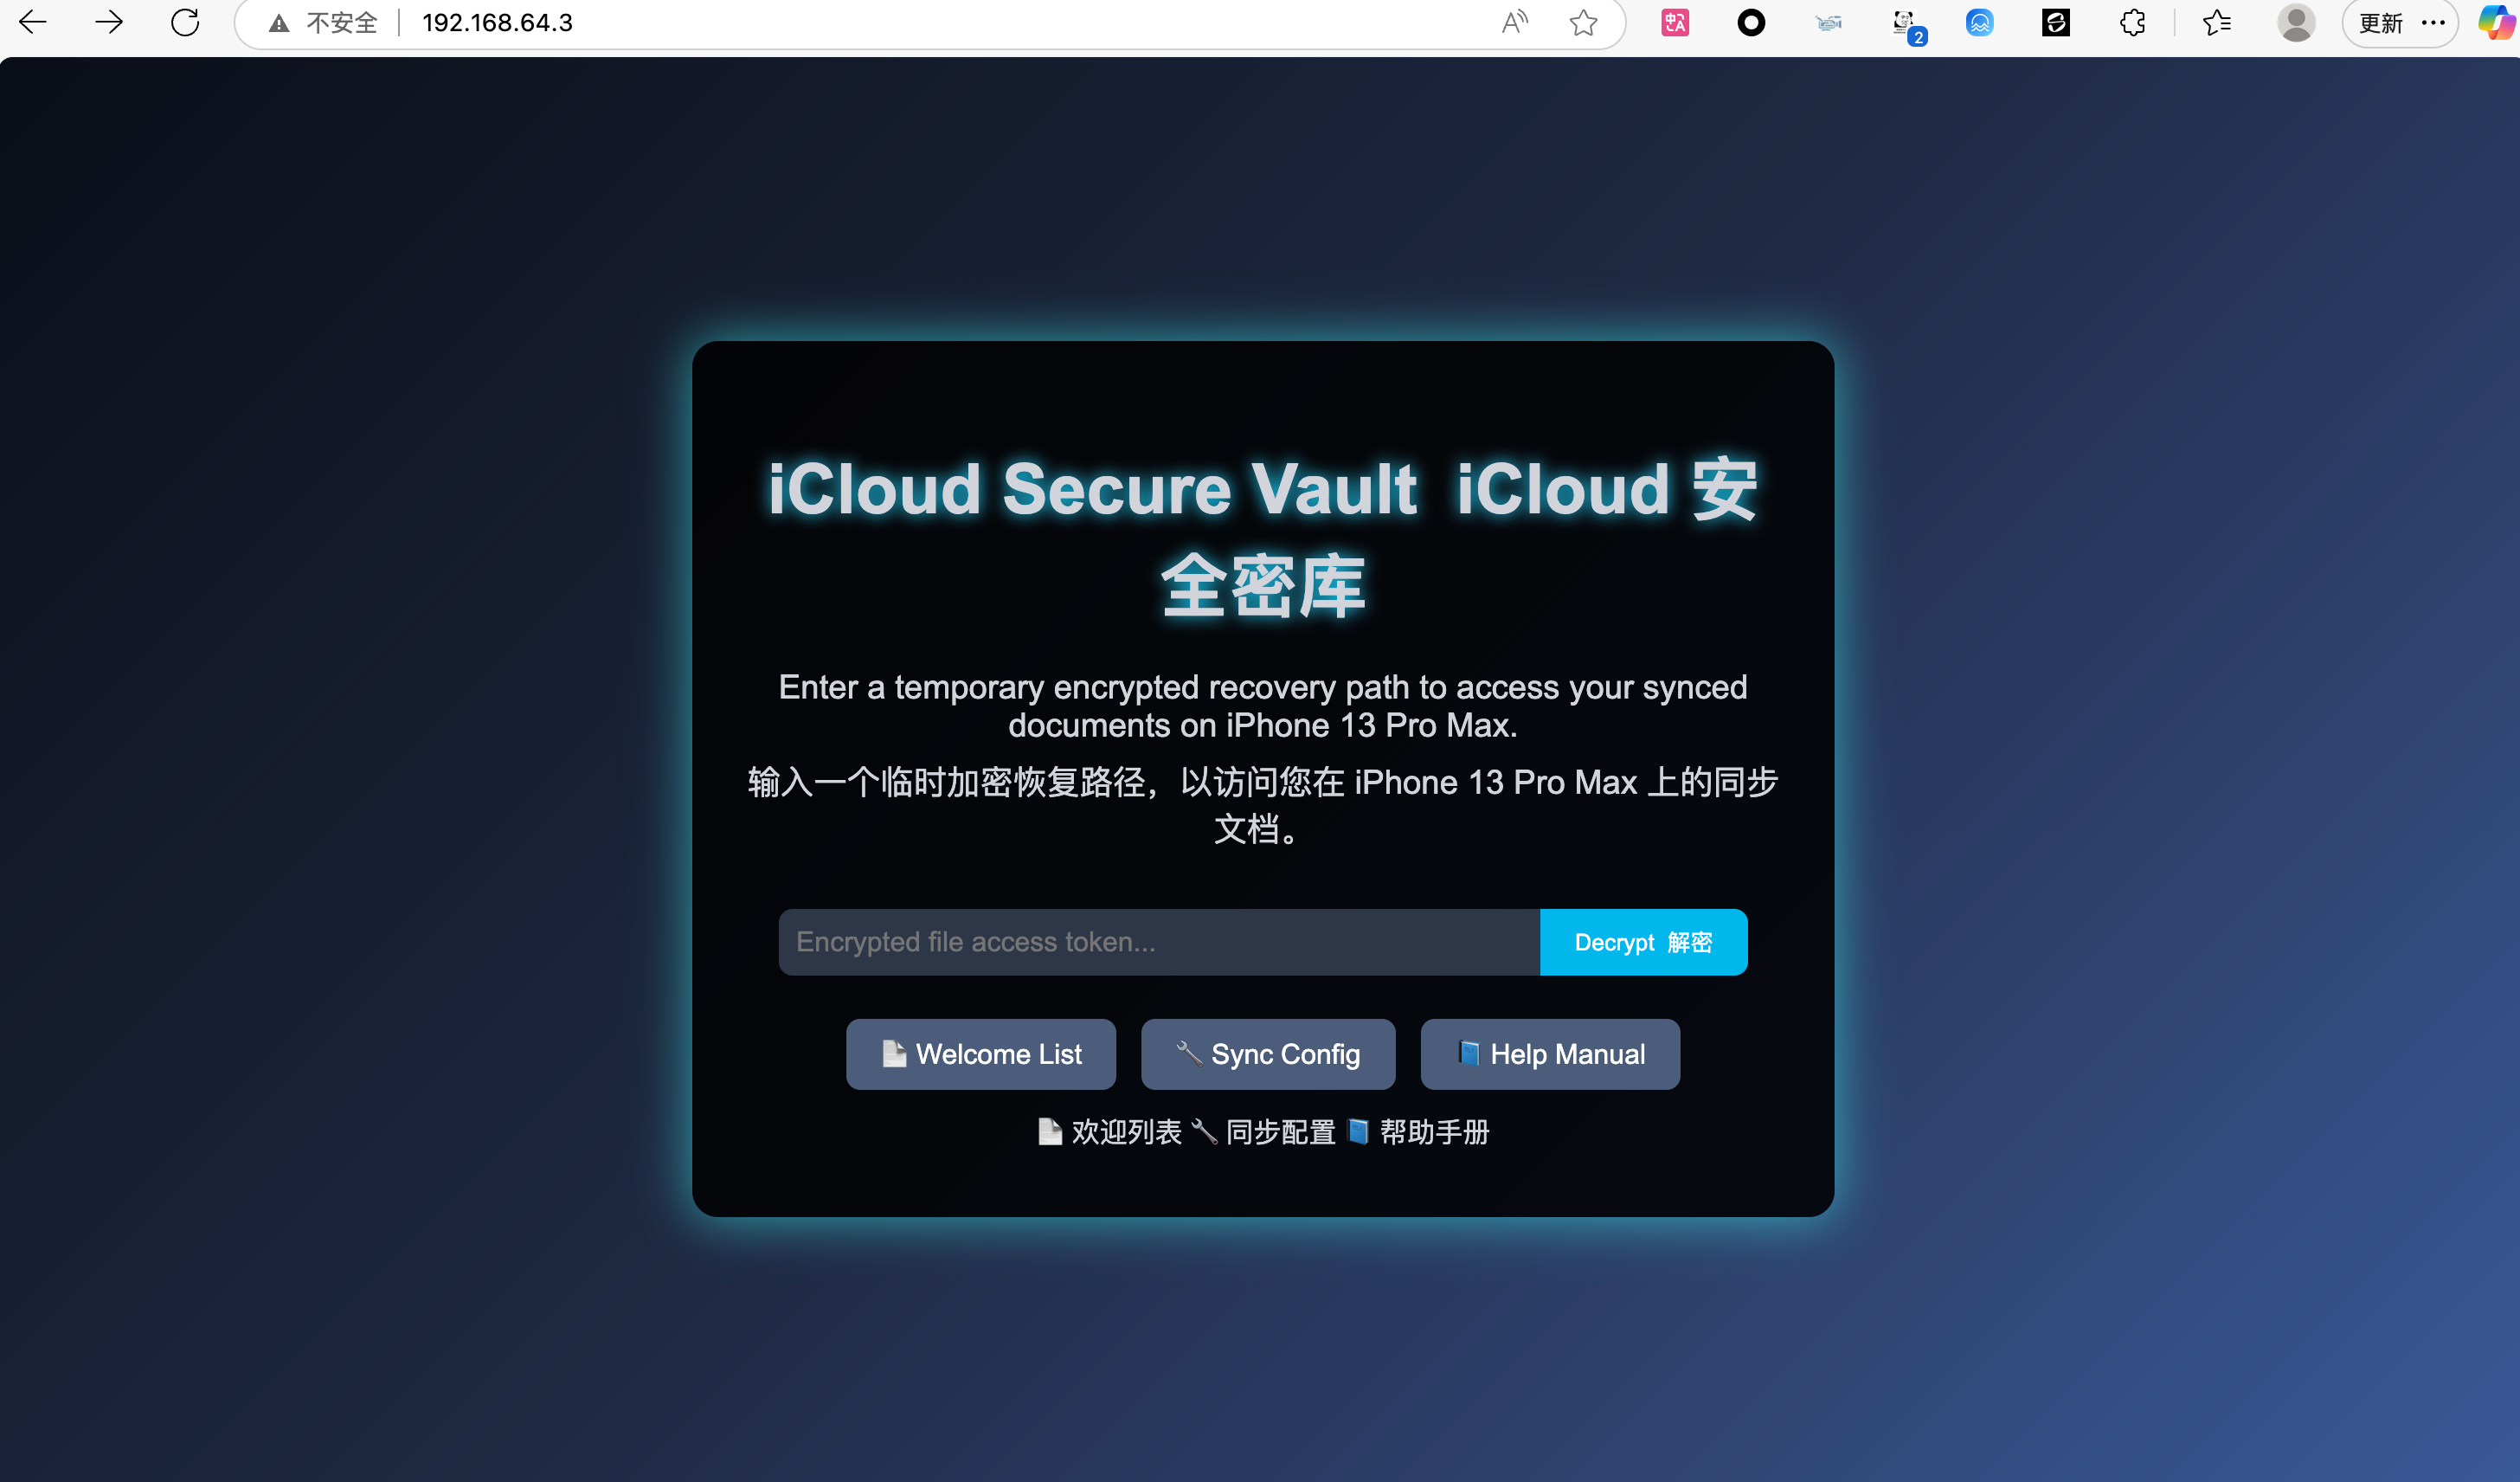 不安全 192.168.64.3
2
更新
iCloud Secure Vault iCloud 安
全密库
Enter a temporary encrypted recovery path to access your synced
documents on iPhone 13 Pro Max.
输入一个临时加密恢复路径，以访问您在 iPhone 13 Pro Max 上的同步
文档。
Encrypted file access token...
Decrypt 解密
Welcome List
Sync Config
Help Manual
欢迎列表 同步配置 帮助手册